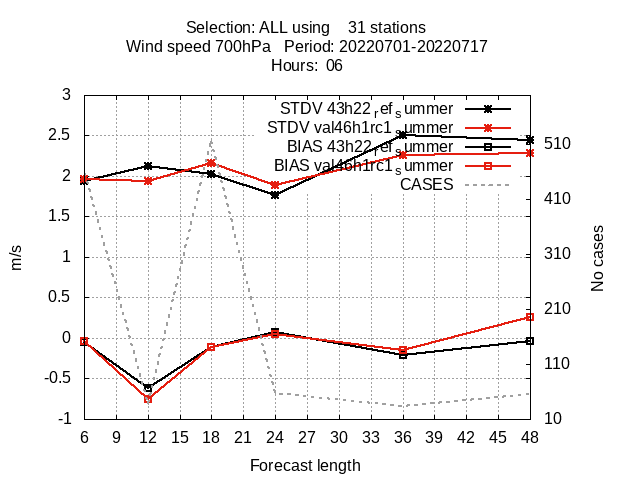 Selection: ALL using    31 stations
Wind speed 700hPa   Period: 20220701-20220717
Hours:  06
STDV 43h22_ref_summer
STDV val46h1rc1_summer
BIAS 43h22_ref_summer
BIAS val46h1rc1_summer
CASES
3
2.5
2
1.5
1
0.5
0
-0.5
-1
m/s
510
410
310
210
110
10
No cases
6 9 12 15 18 21 24 27 30 33 36 39 42 45 48
Forecast length